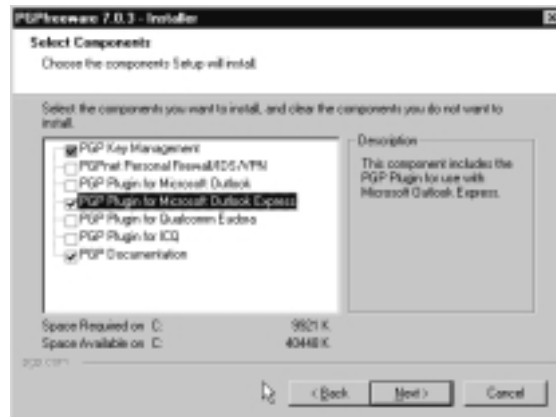 PGPfreeware 7.0.3 - Installer
Select Components
Choose the components Setup will install.
Select the components you want to install, and clear the components you do not want to
install.
PGP Key Management
PGPnet Personal Firewall/IDS/VPN
PGP Plugin for Microsoft Outlook
PGP Plugin for Microsoft Outlook Express
PGP Plugin for Qualcomm Eudora
PGP Plugin for ICQ
PGP Documentation
Description
This component includes the
PGP Plugin for use with
Microsoft Outlook Express.
Space Required on C: 9921 K
Space Available on C: 40448 K
pgp.com
< Back
Next >
Cancel